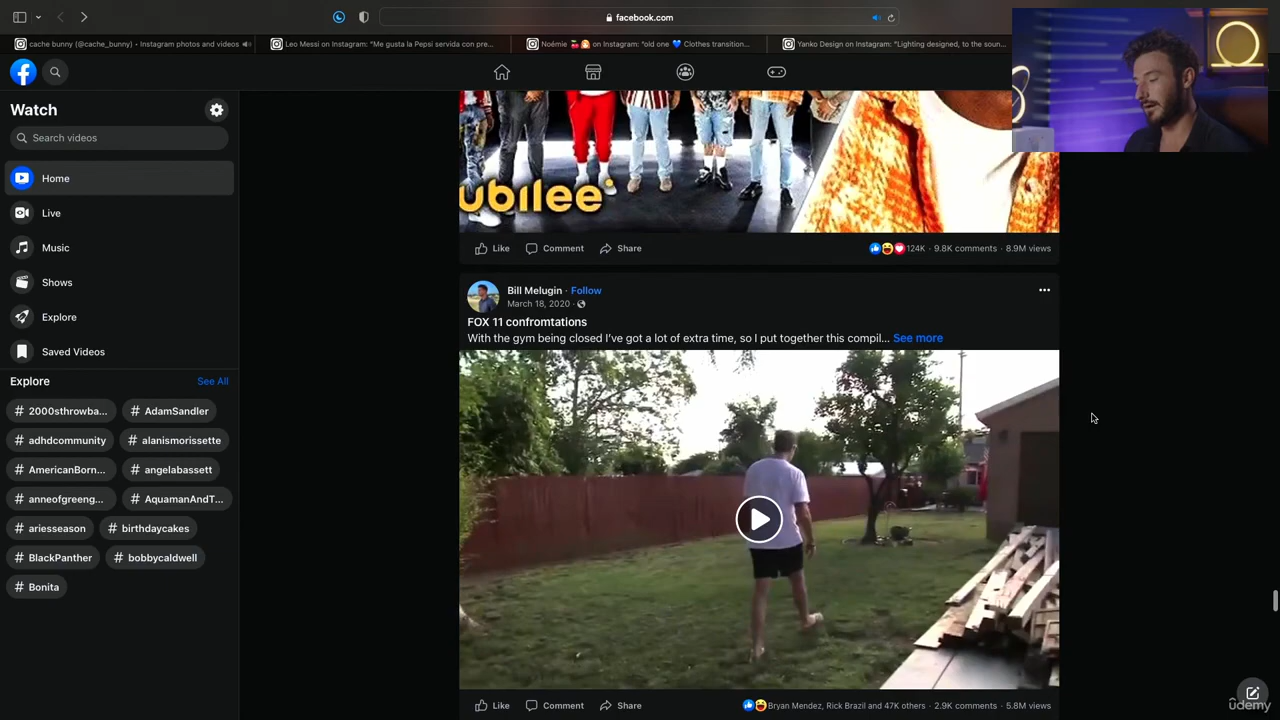 facebook.com
cache bunny (@cache_bunny) • Instagram photos and videos
Leo Messi on Instagram: "Me gusta la Pepsi servida con pre...
Noémie 🍒👩🏻 on Instagram: "old one 💙 Clothes transition...
Yanko Design on Instagram: "Lighting designed, to the soun...
Watch
Search videos
Home
Live
Music
Shows
Explore
Saved Videos
Explore
See All
# 2000sthrowba...
# AdamSandler
# adhdcommunity
# alanismorissette
# AmericanBorn...
# angelabassett
# anneofgreeng...
# AquamanAndT...
# ariesseason
# birthdaycakes
# BlackPanther
# bobbycaldwell
# Bonita
ubilee
Like Comment Share 124K · 9.8K comments · 8.9M views
Bill Melugin · Follow
March 18, 2020 ·
FOX 11 confromtations
With the gym being closed I've got a lot of extra time, so I put together this compil... See more
Like Comment Share Bryan Mendez, Rick Brazil and 47K others · 2.9K comments · 5.8M views
ûdemy